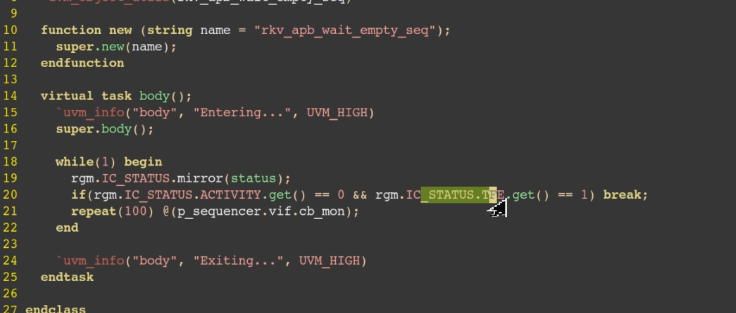 9
10 function new (string name = "rkv_apb_wait_empty_seq");
11 super.new(name);
12 endfunction
13
14 virtual task body();
15 `uvm_info("body", "Entering...", UVM_HIGH)
16 super.body();
17
18 while(1) begin
19 rgm.IC_STATUS.mirror(status);
20 if(rgm.IC_STATUS.ACTIVITY.get() == 0 && rgm.IC_STATUS.TFE.get() == 1) break;
21 repeat(100) @(p_sequencer.vif.cb_mon);
22 end
23
24 `uvm_info("body", "Exiting...", UVM_HIGH)
25 endtask
26
27 endclass